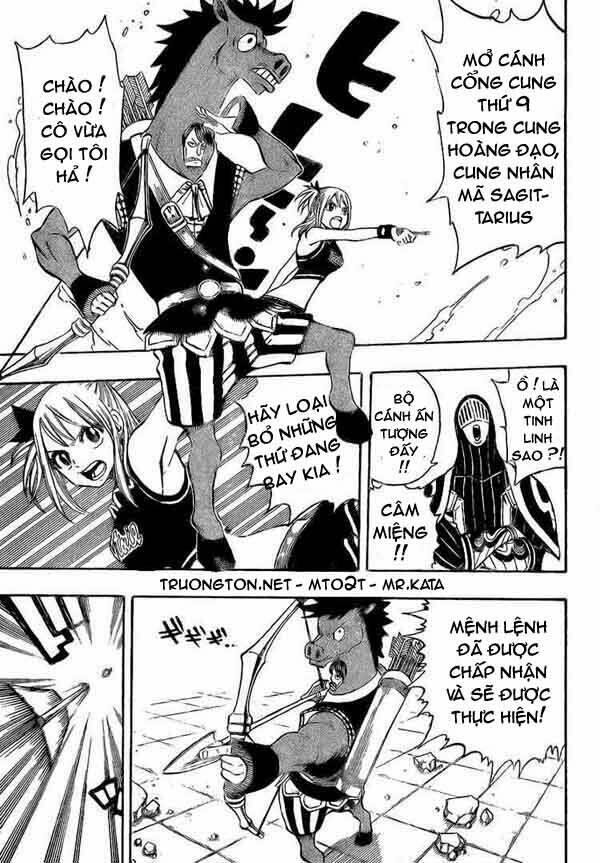 MỞ CÁNH
CỔNG CUNG
THỨ 9
TRONG CUNG
HOÀNG ĐẠO,
CUNG NHÂN
MÃ SAGIT-
TARIUS
CHÀO!
CHÀO!
CÔ VỪA
GỌI TÔI
HẢ!
Ồ! LÀ
MỘT
TINH
LINH
SAO?!
BỘ
CÁNH ẤN
TƯỢNG
ĐẤY
!!
CÂM
MIỆNG
!!
HÃY LOẠI
BỎ NHỮNG
THỨ ĐANG
BAY KIA!
TRUONGTON.NET - MTO2T - MR.KATA
MỆNH LỆNH
ĐÃ ĐƯỢC
CHẤP NHẬN
VÀ SẼ ĐƯỢC
THỰC HIỆN!
ギギギ